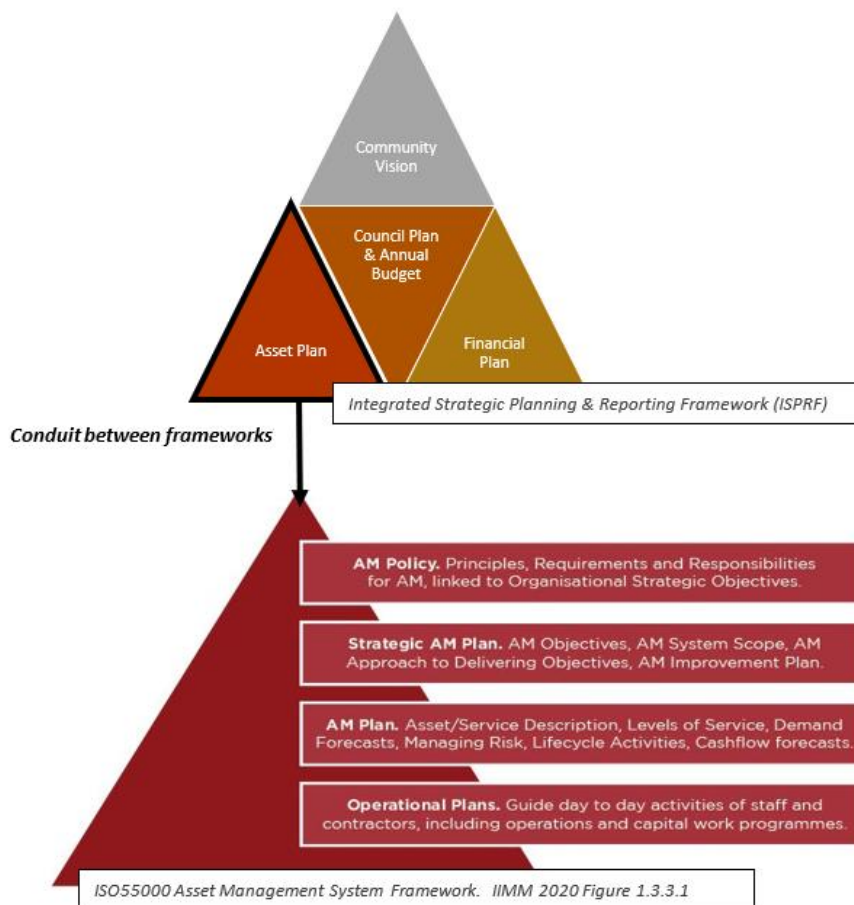 Community
Vision
Council Plan
& Annual
Budget
Asset Plan
Financial
Plan
Integrated Strategic Planning & Reporting Framework (ISPRF)
Conduit between frameworks
AM Policy. Principles, Requirements and Responsibilities
for AM, linked to Organisational Strategic Objectives.
Strategic AM Plan. AM Objectives, AM System Scope, AM
Approach to Delivering Objectives, AM Improvement Plan.
AM Plan. Asset/Service Description, Levels of Service, Demand
Forecasts, Managing Risk, Lifecycle Activities, Cashflow forecasts.
Operational Plans. Guide day to day activities of staff and
contractors, including operations and capital work programmes.
ISO55000 Asset Management System Framework. IIMM 2020 Figure 1.3.3.1